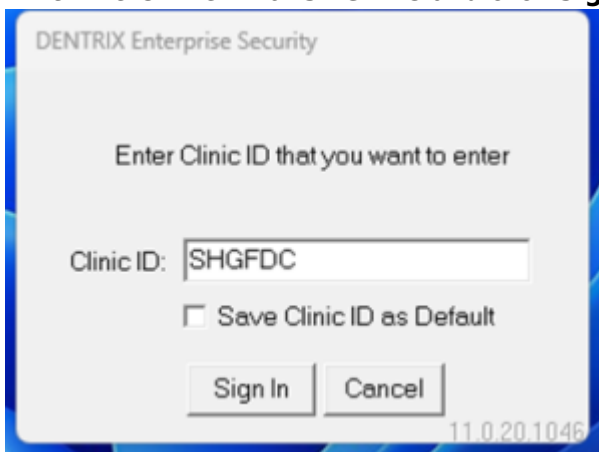 DENTRIX Enterprise Security
Enter Clinic ID that you want to enter
Clinic ID: SHGFDC
Save Clinic ID as Default
Sign In Cancel
11.0.20.1046